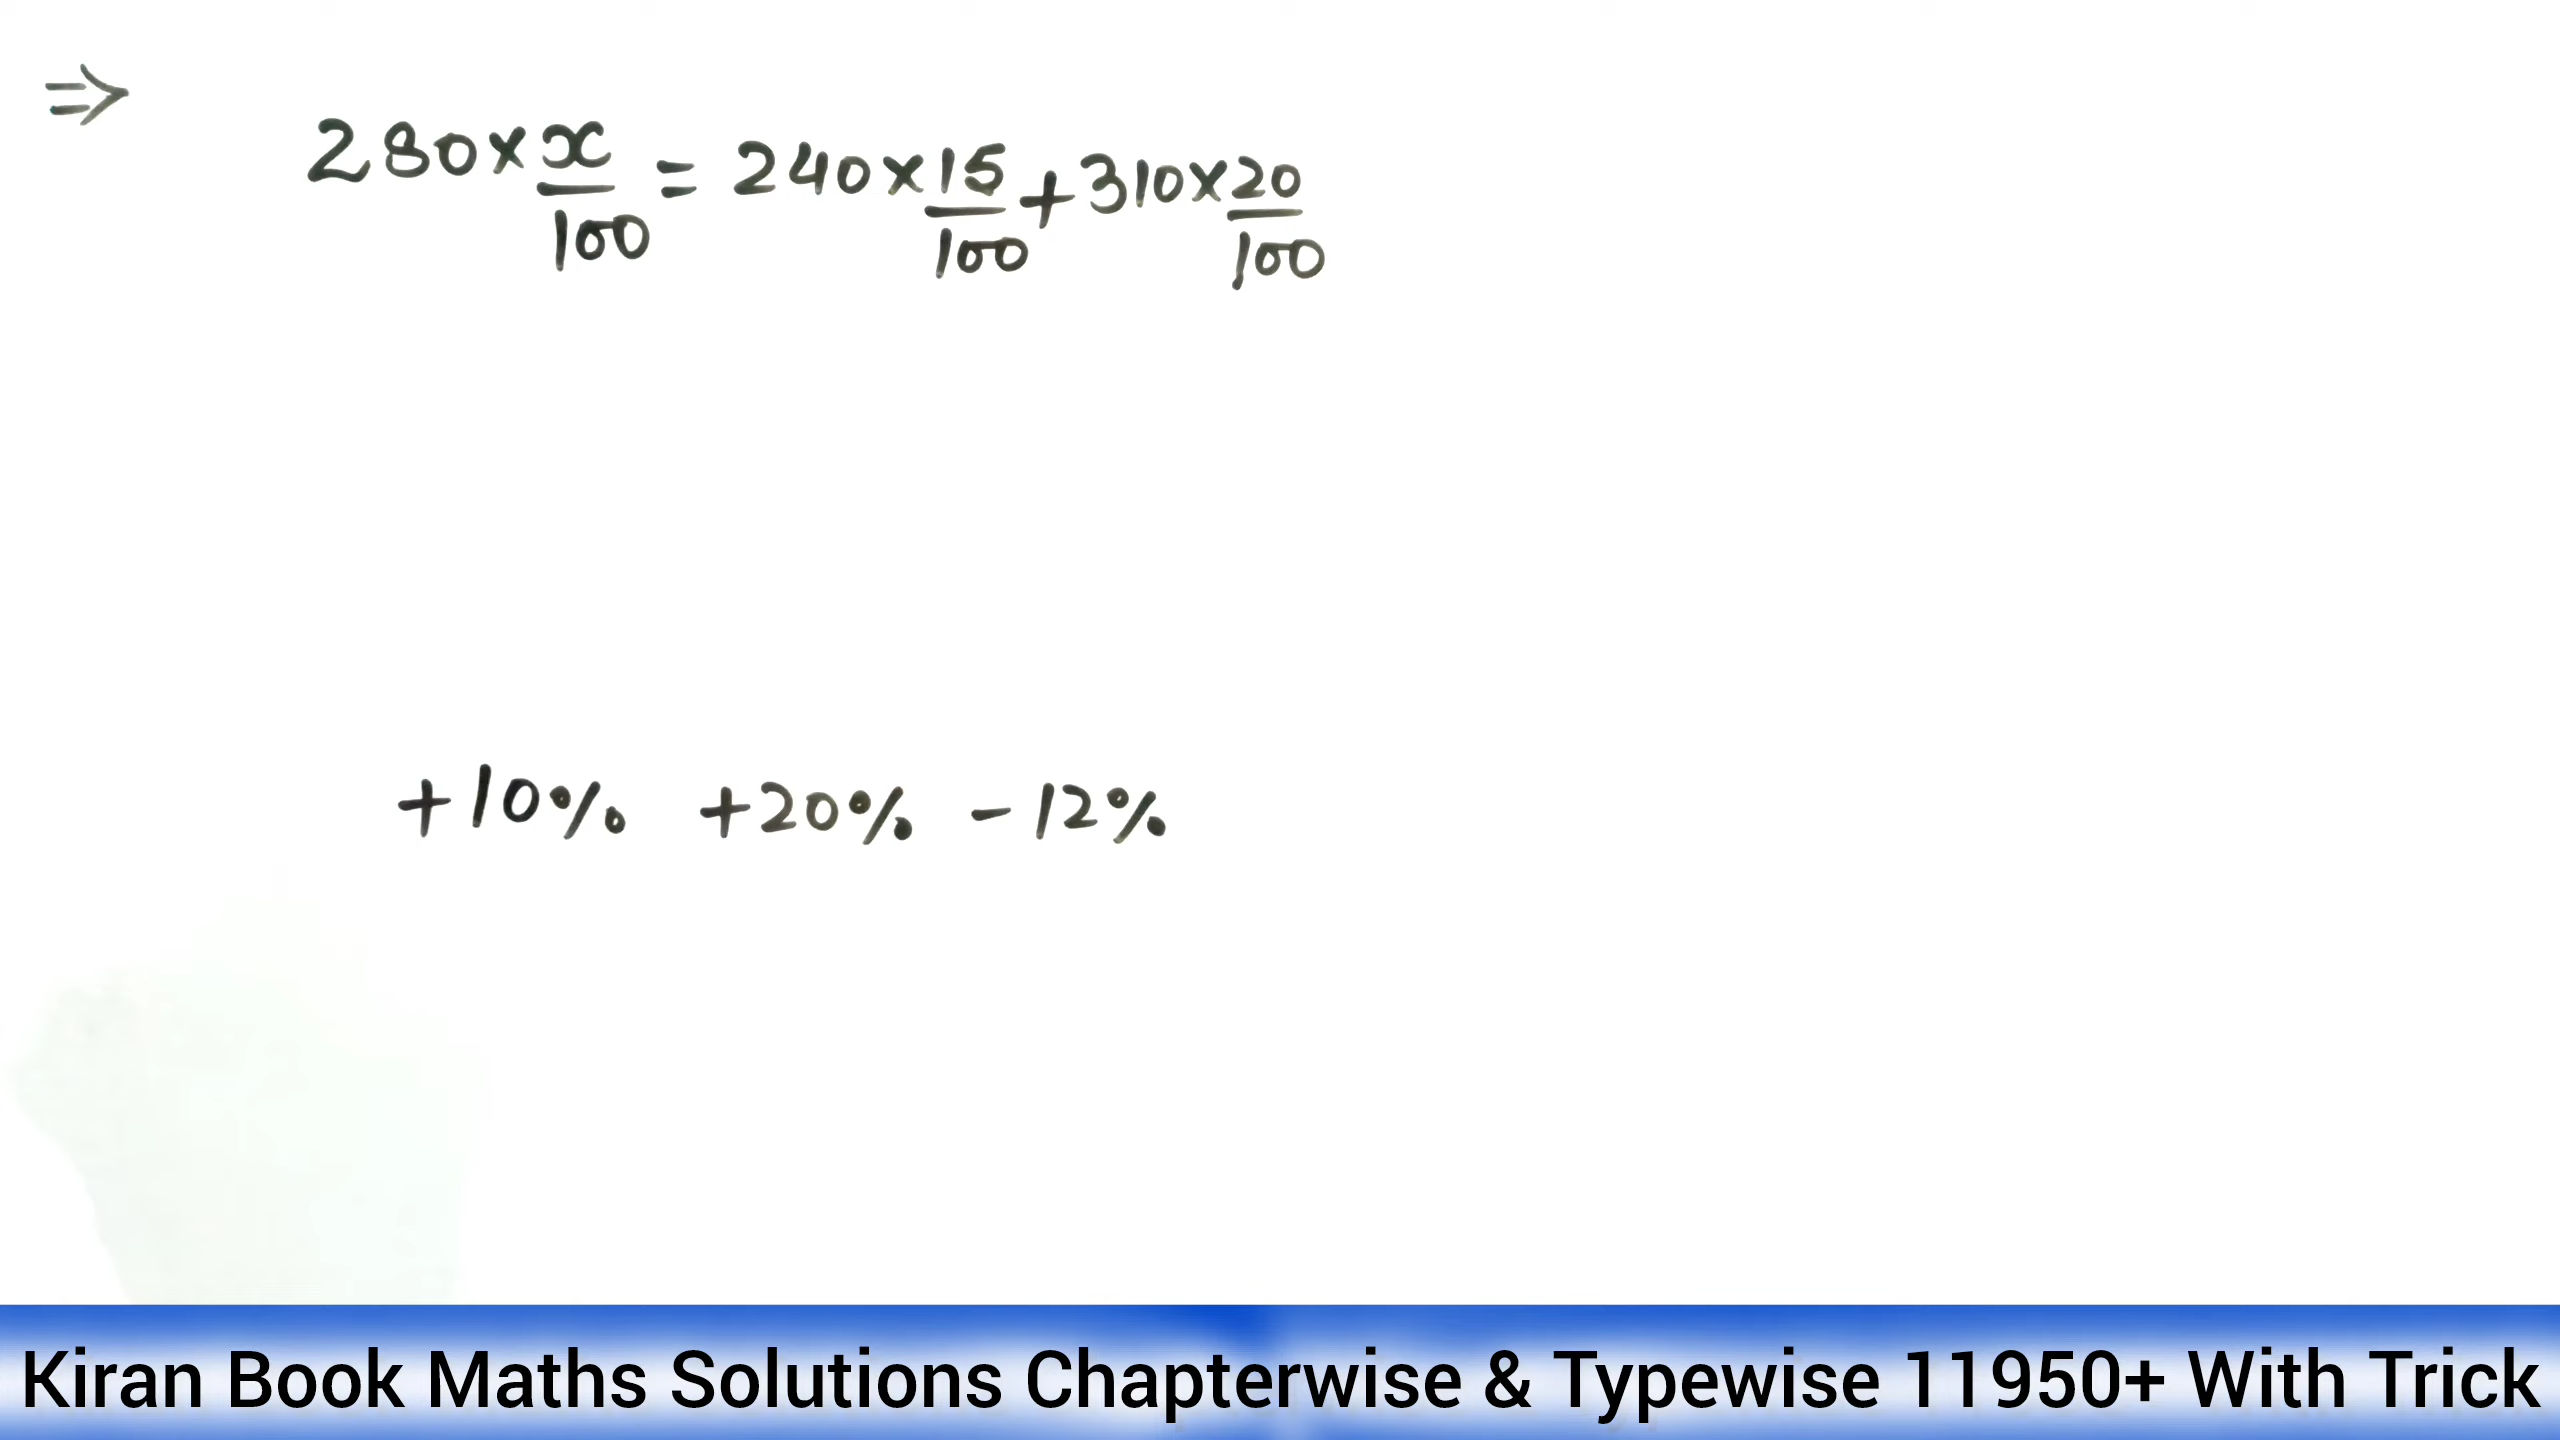 ⇒
280×x/100 = 240×15/100+310×20/100
+10% +20% -12%
Kiran Book Maths Solutions Chapterwise & Typewise 11950+ With Trick